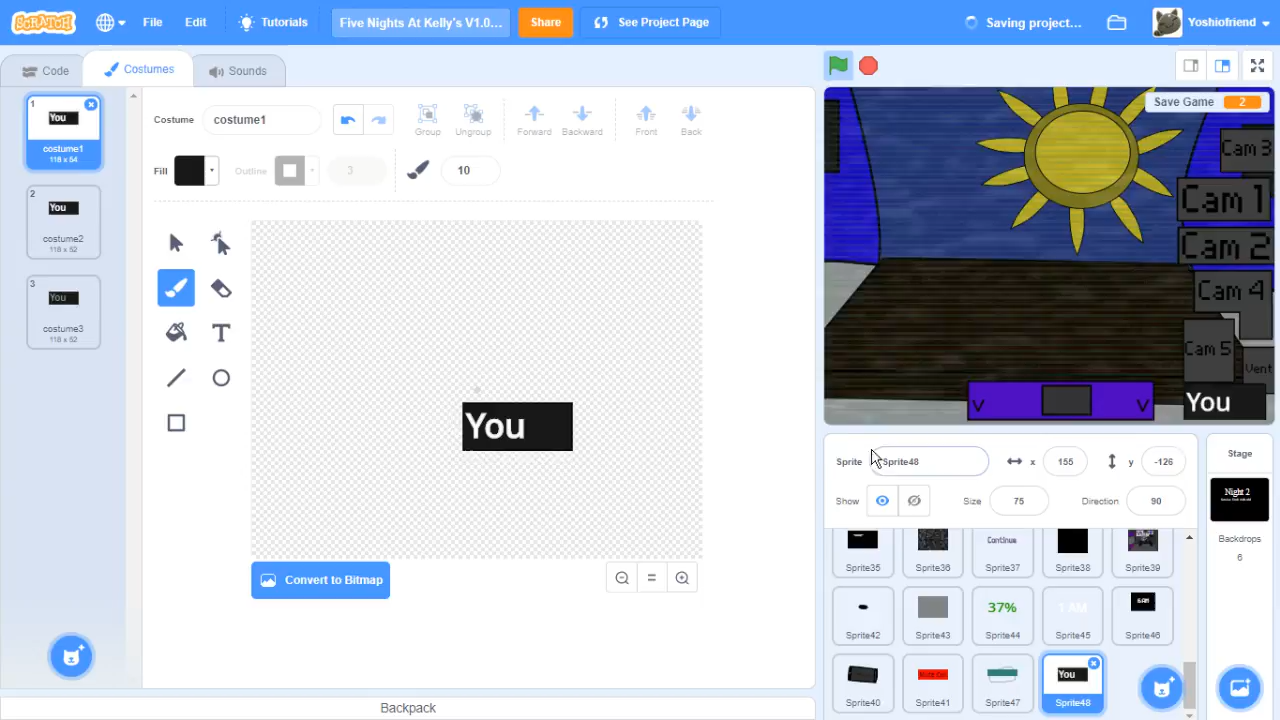 SCRATCH File Edit Tutorials Five Nights At Kelly's V1.0... Share See Project Page Saving project... Yoshiofriend
Code Costumes Sounds
1
You
costume1
118 x 54
2
You
costume2
118 x 52
3
You
costume3
118 x 52
Costume costume1 Group Ungroup Forward Backward Front Back
Fill Outline 3 10
You
Convert to Bitmap
Backpack
Save Game 2
Cam 3
Cam 1
Cam 2
Cam 4
Cam 5
Vent
V V You
Sprite Sprite48 x 155 y -126
Show Size 75 Direction 90
Continue
Sprite35 Sprite36 Sprite37 Sprite38 Sprite39
37% 1 AM 6 AM
Sprite42 Sprite43 Sprite44 Sprite45 Sprite46
Mute Call You
Sprite40 Sprite41 Sprite47 Sprite48
Stage
Night 2
Backdrops
6